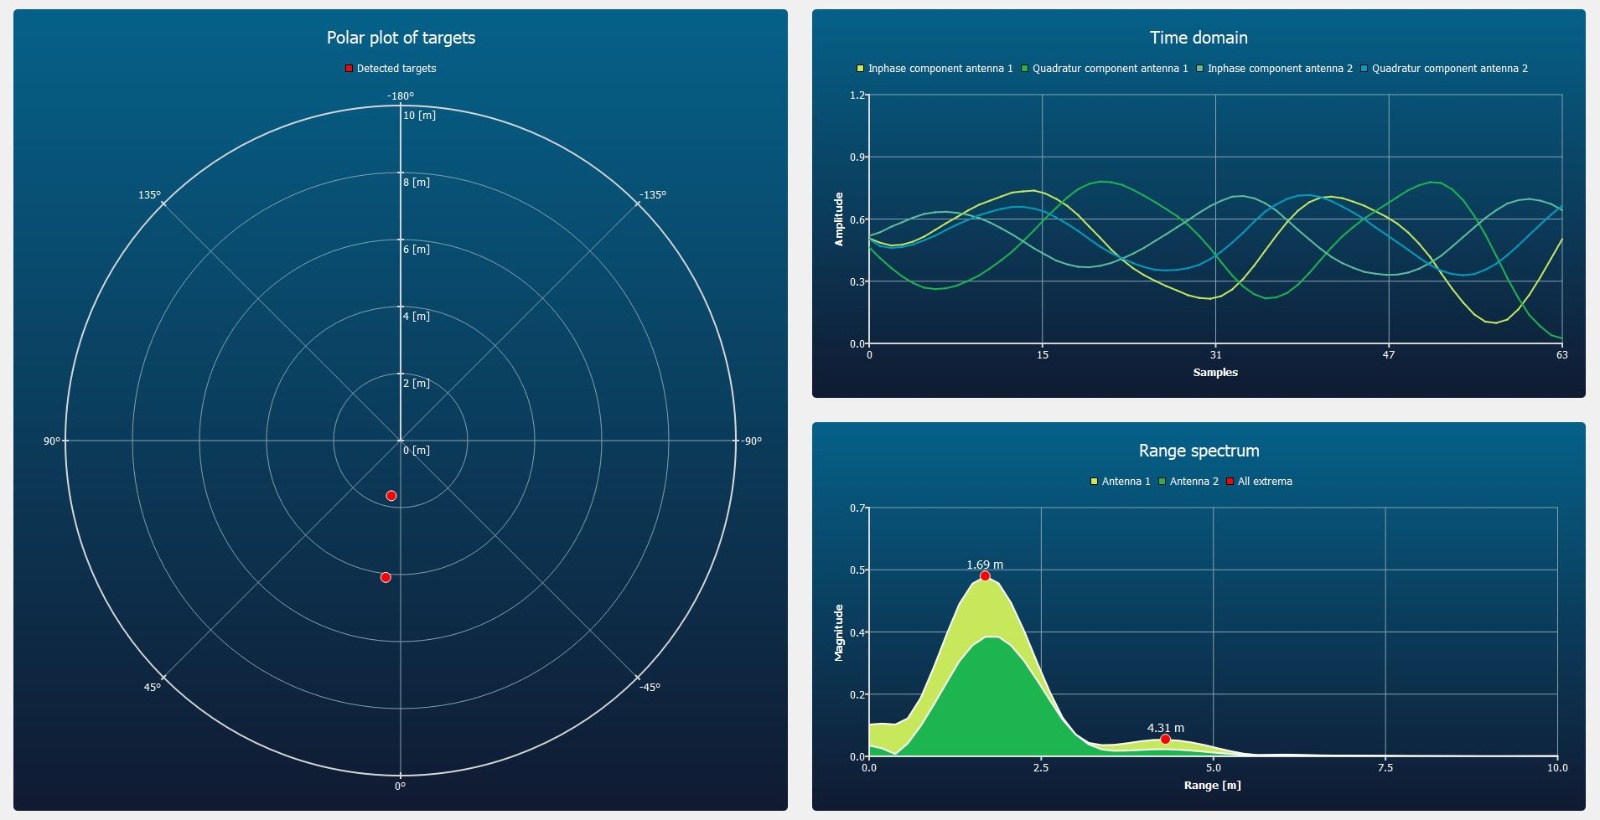 Polar plot of targets
Detected targets
-180°
10 [m]
8 [m]
135°
-135°
6 [m]
4 [m]
2 [m]
90°
-90°
0 [m]
45°
-45°
0°
Time domain
Inphase component antenna 1 Quadratur component antenna 1 Inphase component antenna 2 Quadratur component antenna 2
1.2
0.9
0.6
0.3
0.0
Amplitude
0 15 31 47 63
Samples
Range spectrum
Antenna 1 Antenna 2 All extrema
0.7
0.5
0.4
0.2
0.0
Magnitude
1.69 m
4.31 m
0.0 2.5 5.0 7.5 10.0
Range [m]